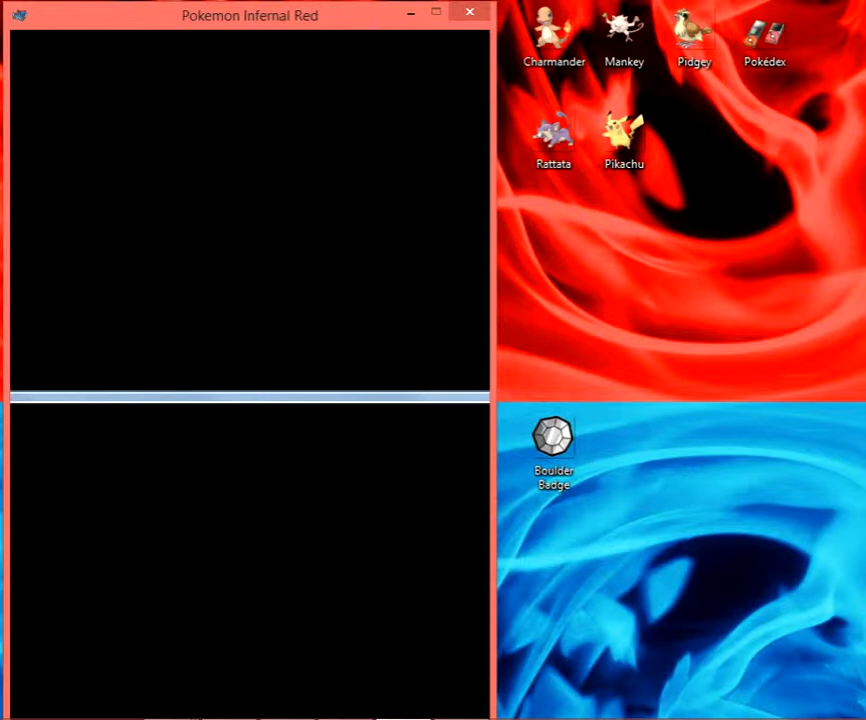 Pokemon Infernal Red
Charmander
Mankey
Pidgey
Pokédex
Rattata
Pikachu
Boulder
Badge